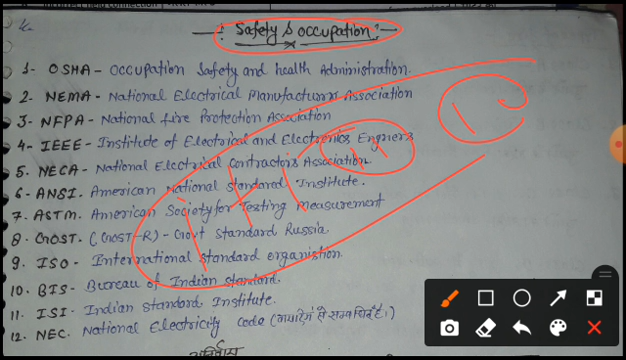 Safety & occupation
1- OSHA - Occupation Safety and health Administration.
2. NEMA - National Electrical Manufacturer Association
3- NFPA - National fire Protection Association
4- IEEE - Institute of Electrical and Electronics Engniers
5. NECA - National Electrical Contractors Association
6- ANSI. American National Standard Institute.
7. ASTM. American Society for Testing Measurement
8. GOST. (GOST-R) - Govt Standard Russia.
9. ISO - International standard organistion
10. BIS - Bureau of Indian Standard.
11. ISI - Indian Standard Institute.
12. NEC. National Electricity Code